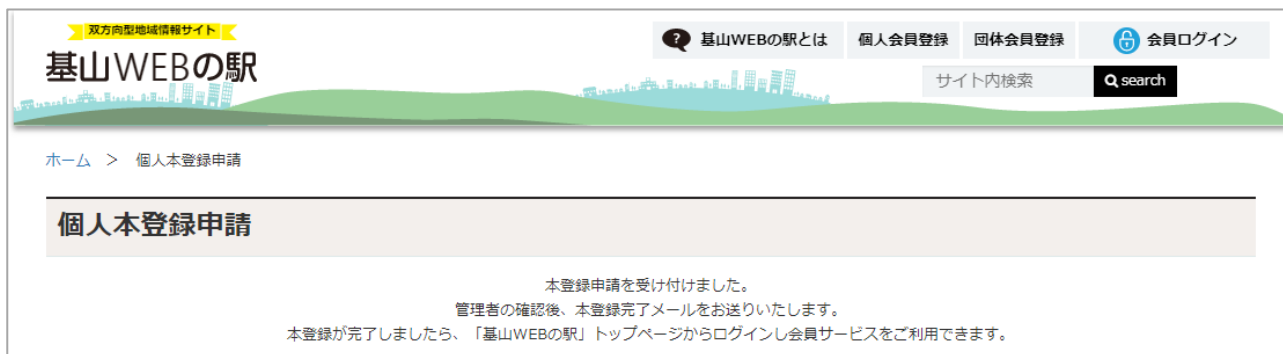 双方向型地域情報サイト
基山WEBの駅
? 基山WEBの駅とは 個人会員登録 団体会員登録 会員ログイン
サイト内検索 search
ホーム > 個人本登録申請
個人本登録申請
本登録申請を受け付けました。
管理者の確認後、本登録完了メールをお送りいたします。
本登録が完了しましたら、「基山WEBの駅」トップページからログインし会員サービスをご利用できます。